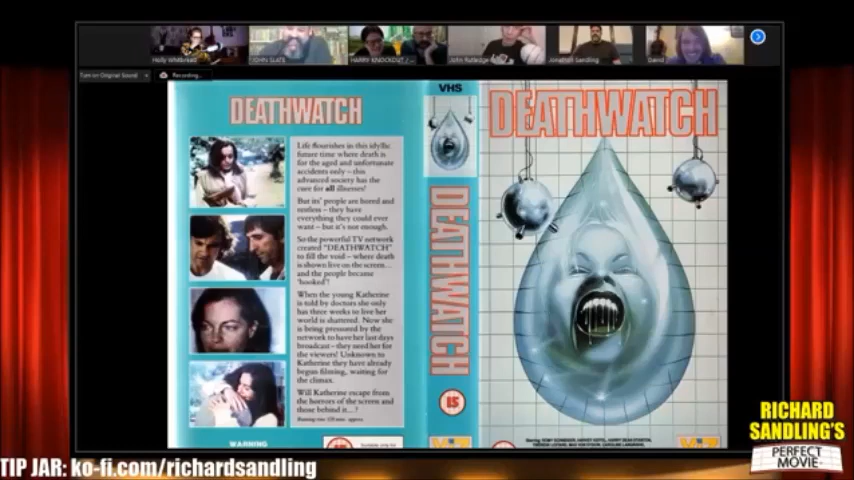 Holly Whitbread
JOHN SLATS
HARRY KNOCKOUT /
John Rutledge
Jonathan Sandling
David
Turn on Original Sound
Recording...
DEATHWATCH
Life flourishes in this idyllic
future time where death is
for the aged and unfortunate
accidents only – this
advanced society has the
cure for all illnesses!
But its' people are bored and
restless – they have
everything they could ever
want – but it's not enough.
So the powerful TV network
created "DEATHWATCH"
to fill the void – where death
is shown live on the screen...
and the people became
'hooked'!
When the young Katherine
is told by doctors she only
has three weeks to live her
world is shattered. Now she
is being pressured by the
network to have her last days
broadcast – they need her for
the viewers! Unknown to
Katherine they have already
begun filming, waiting for
the climax.
Will Katherine escape from
the horrors of the screen and
those behind it...?
WARNING
15
VHS
DEATHWATCH
15
DEATHWATCH
RICHARD
SANDLING'S
PERFECT
MOVIE
TIP JAR: ko-fi.com/richardsandling